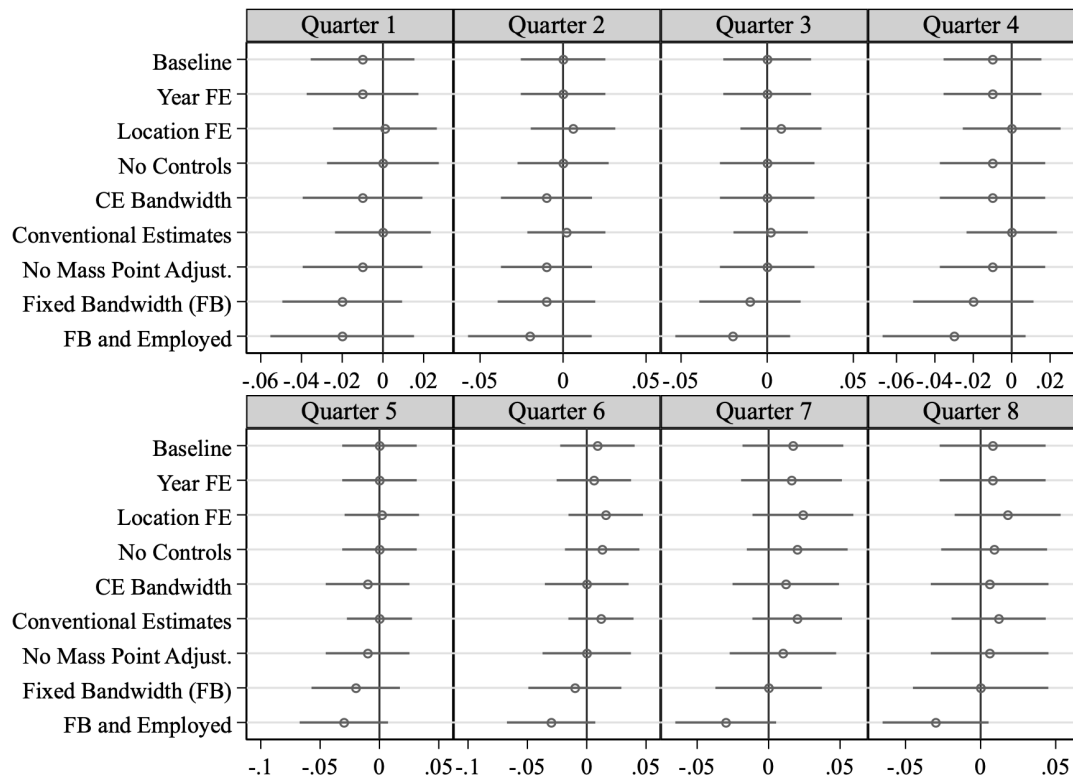 Quarter 1 Quarter 2 Quarter 3 Quarter 4
Baseline
Year FE
Location FE
No Controls
CE Bandwidth
Conventional Estimates
No Mass Point Adjust.
Fixed Bandwidth (FB)
FB and Employed
-.06 -.04 -.02 0 .02 -.05 0 .05 -.05 0 .05 -.06 -.04 -.02 0 .02
Quarter 5 Quarter 6 Quarter 7 Quarter 8
Baseline
Year FE
Location FE
No Controls
CE Bandwidth
Conventional Estimates
No Mass Point Adjust.
Fixed Bandwidth (FB)
FB and Employed
-.1 -.05 0 .05 -.1 -.05 0 .05 -.05 0 .05 -.05 0 .05